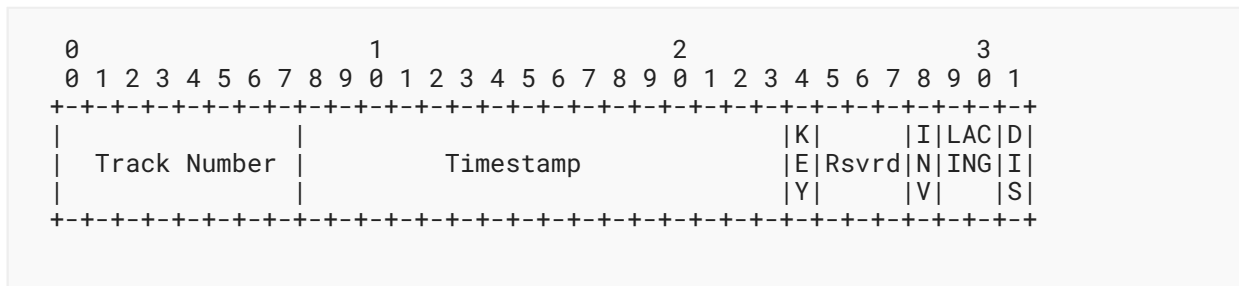 0                   1                   2                   3
 0 1 2 3 4 5 6 7 8 9 0 1 2 3 4 5 6 7 8 9 0 1 2 3 4 5 6 7 8 9 0 1
+-+-+-+-+-+-+-+-+-+-+-+-+-+-+-+-+-+-+-+-+-+-+-+-+-+-+-+-+-+-+-+-+
|               |                               |K|     |I|LAC|D|
|  Track Number |         Timestamp             |E|Rsvrd|N|ING|I|
|               |                               |Y|     |V|   |S|
+-+-+-+-+-+-+-+-+-+-+-+-+-+-+-+-+-+-+-+-+-+-+-+-+-+-+-+-+-+-+-+-+